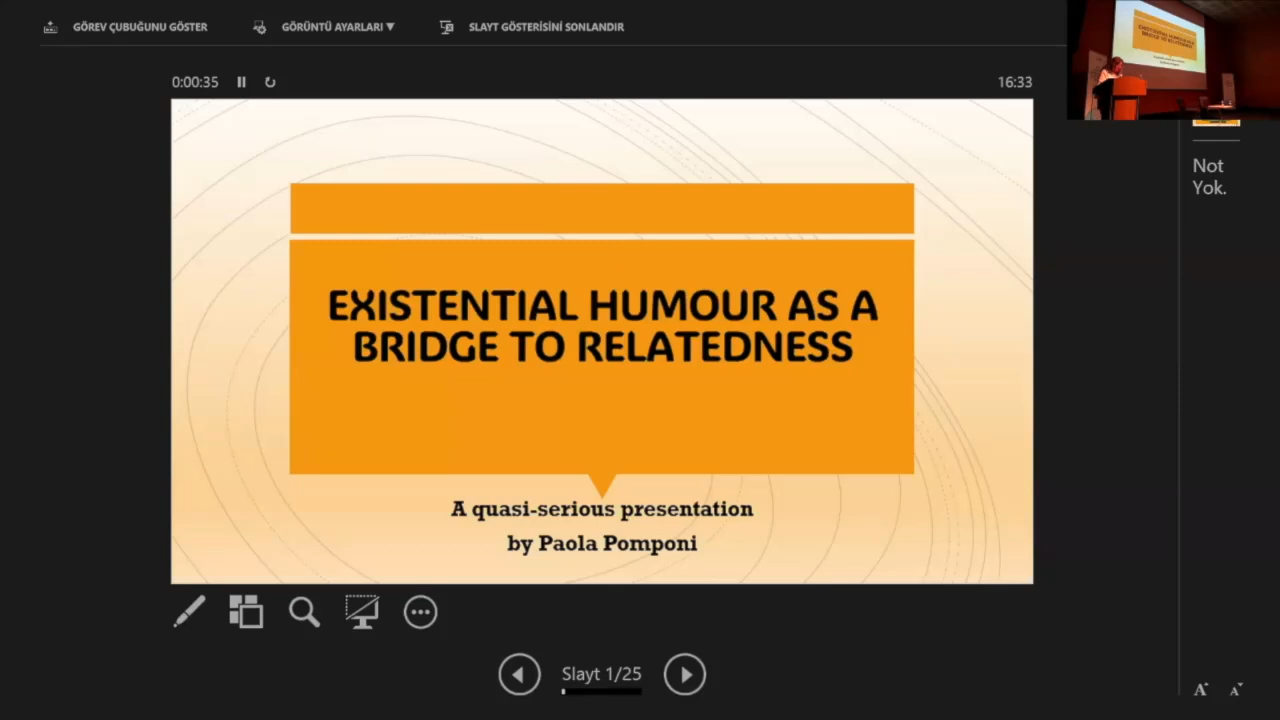 GÖREV ÇUBUĞUNU GÖSTER
GÖRÜNTÜ AYARLARI ▼
SLAYT GÖSTERİSİNİ SONLANDIR
0:00:35
16:33
EXISTENTIAL HUMOUR AS A
BRIDGE TO RELATEDNESS
A quasi-serious presentation
by Paola Pomponi
Not
Yok.
Slayt 1/25
A A